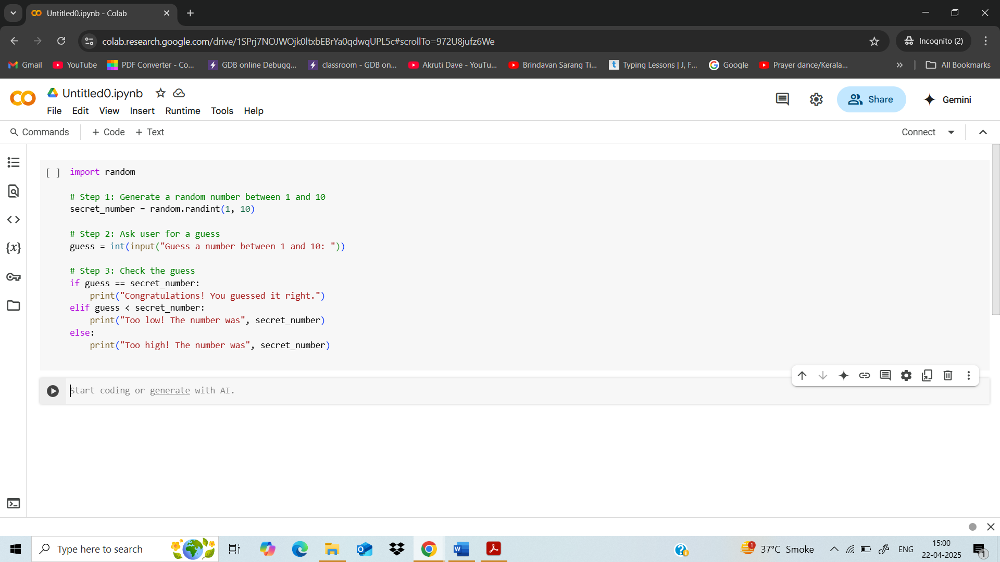 Untitled0.ipynb - Colab
colab.research.google.com/drive/1SPrj7NOJWOjk0ltxbEBrYa0qdwqUPL5c#scrollTo=972U8jufz6We
Incognito (2)
Gmail YouTube PDF Converter - Co... GDB online Debugg... classroom - GDB on... Akruti Dave - YouTu... Brindavan Sarang Ti... Typing Lessons | J, F... Google Prayer dance/Kerala... All Bookmarks
Untitled0.ipynb
File Edit View Insert Runtime Tools Help
Share
Gemini
Commands + Code + Text
Connect
[ ] import random
# Step 1: Generate a random number between 1 and 10
secret_number = random.randint(1, 10)
# Step 2: Ask user for a guess
guess = int(input("Guess a number between 1 and 10: "))
# Step 3: Check the guess
if guess == secret_number:
    print("Congratulations! You guessed it right.")
elif guess < secret_number:
    print("Too low! The number was", secret_number)
else:
    print("Too high! The number was", secret_number)
Start coding or generate with AI.
Type here to search
37°C Smoke
ENG
15:00
22-04-2025
1